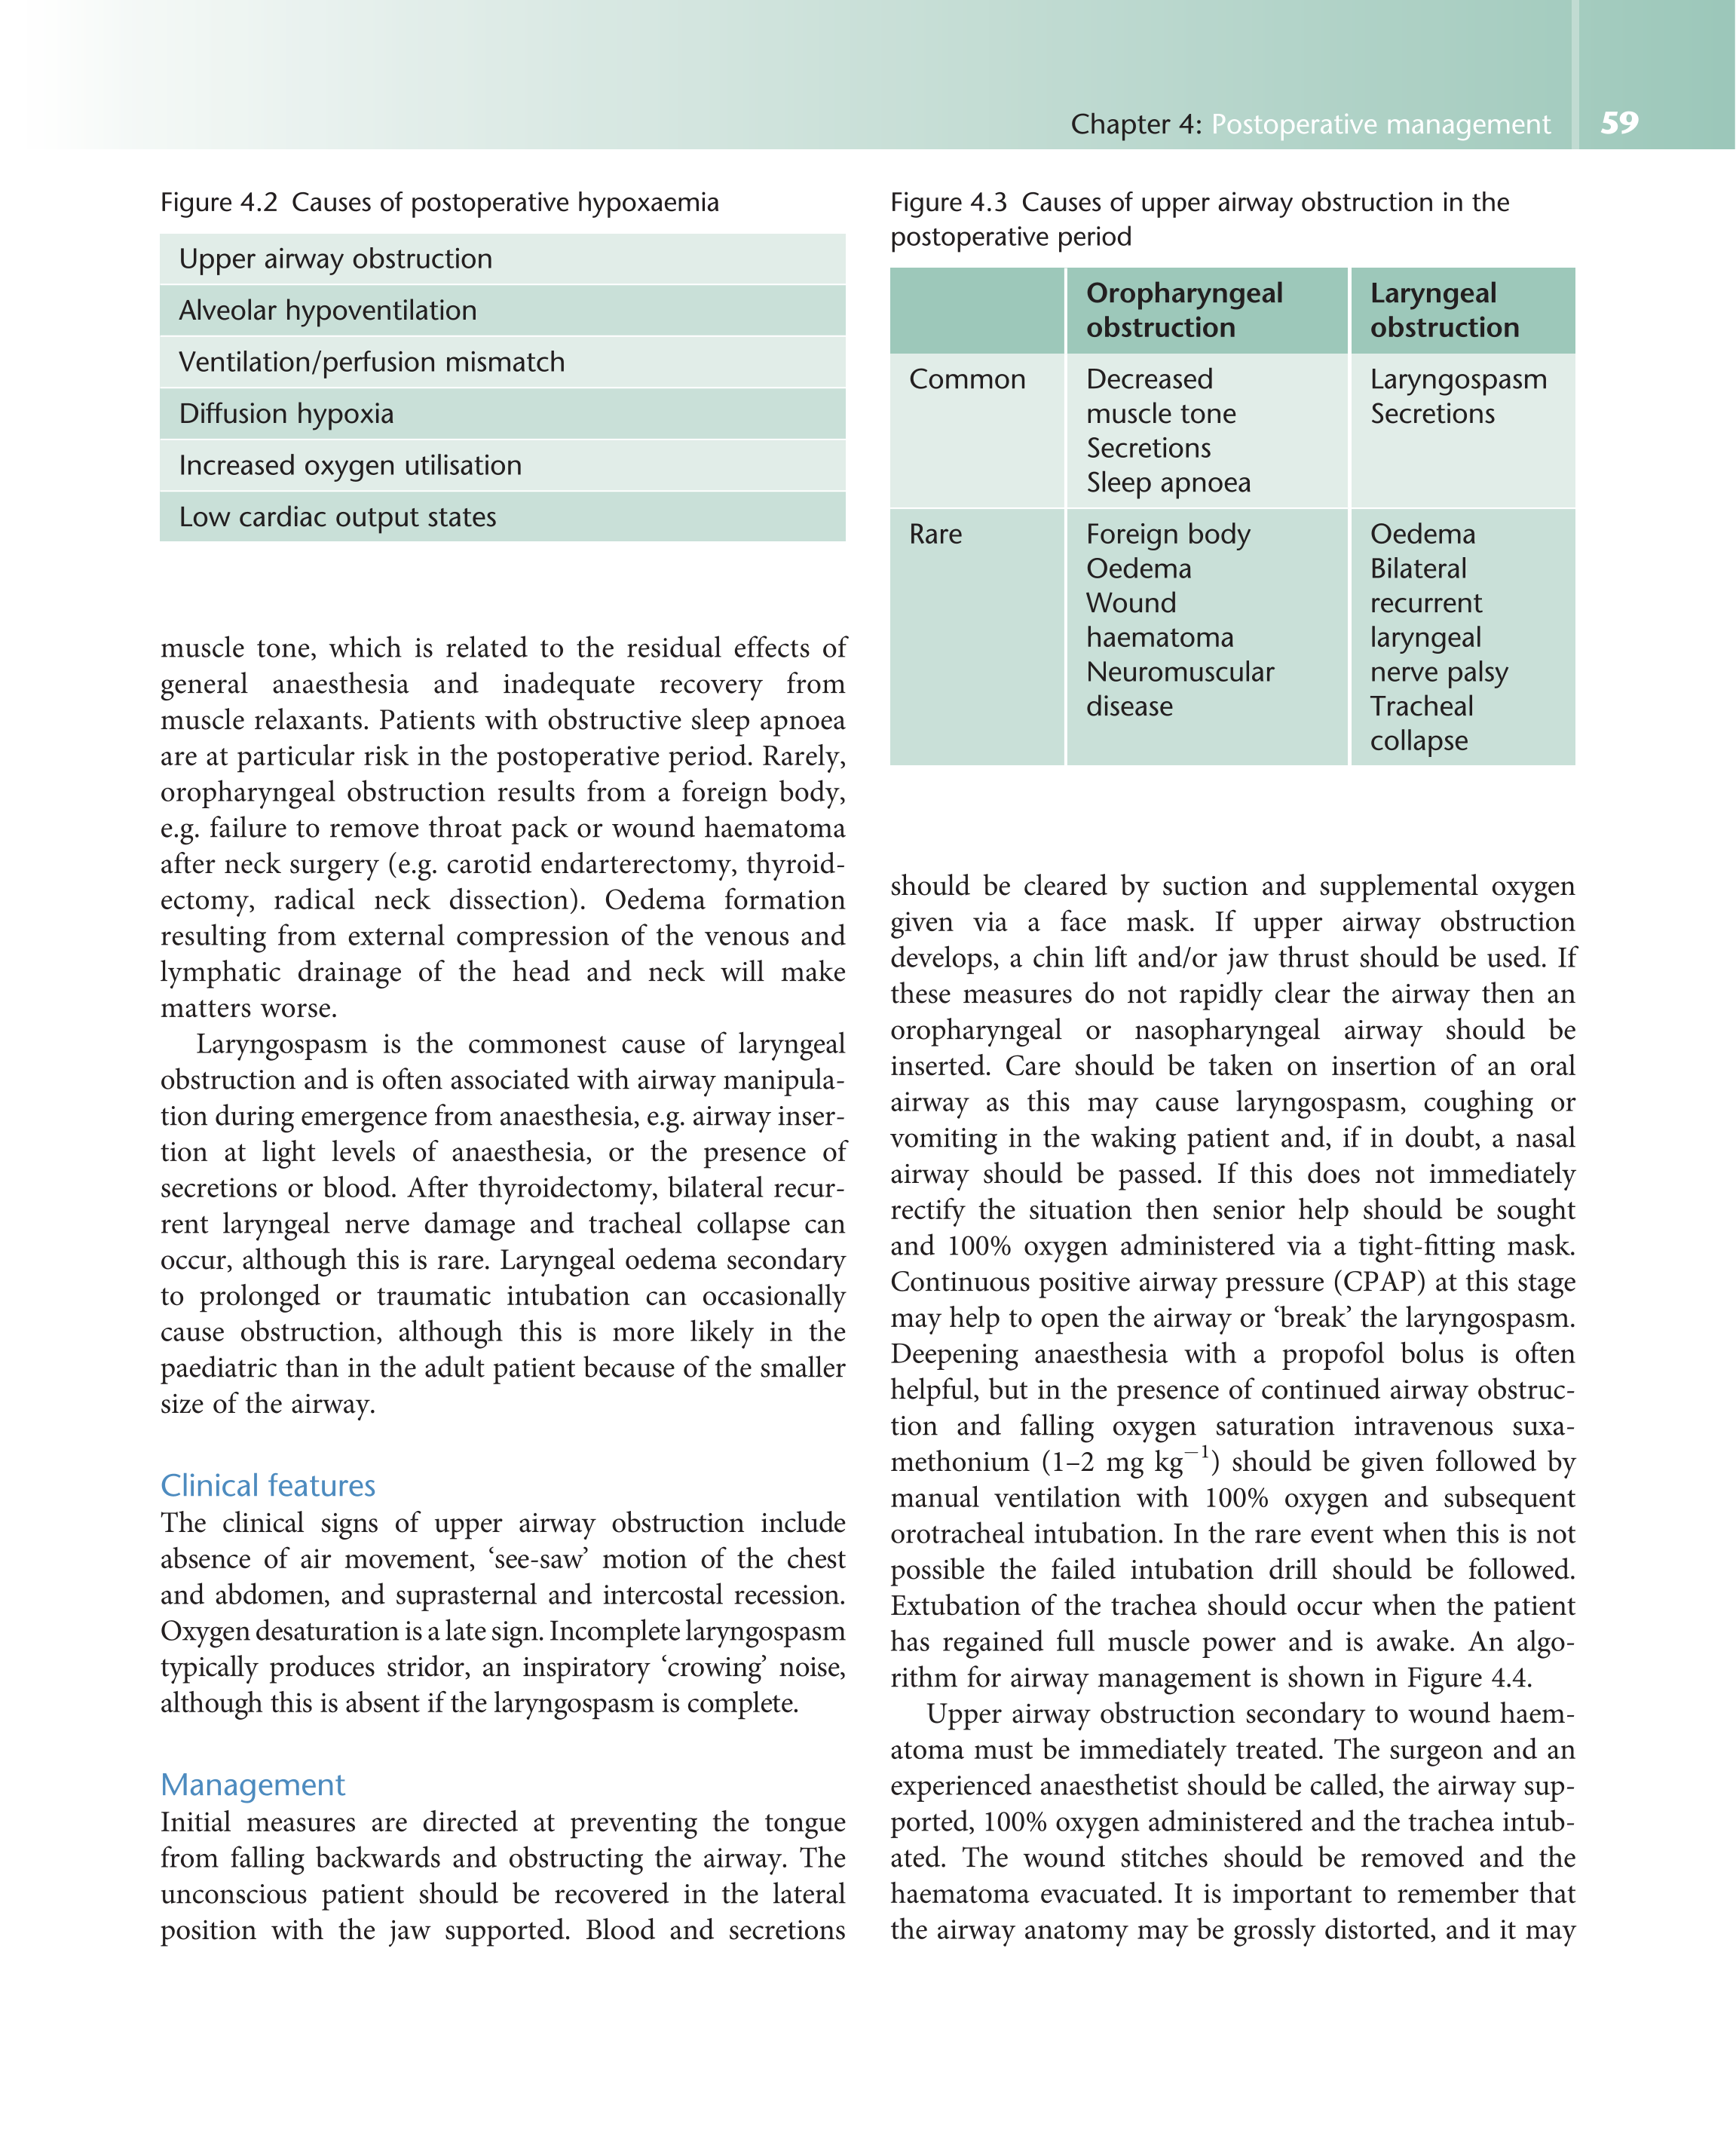 Chapter 4: Postoperative management 59
Figure 4.2 Causes of postoperative hypoxaemia
Upper airway obstruction
Alveolar hypoventilation
Ventilation/perfusion mismatch
Diffusion hypoxia
Increased oxygen utilisation
Low cardiac output states
muscle tone, which is related to the residual effects of
general anaesthesia and inadequate recovery from
muscle relaxants. Patients with obstructive sleep apnoea
are at particular risk in the postoperative period. Rarely,
oropharyngeal obstruction results from a foreign body,
e.g. failure to remove throat pack or wound haematoma
after neck surgery (e.g. carotid endarterectomy, thyroid-
ectomy, radical neck dissection). Oedema formation
resulting from external compression of the venous and
lymphatic drainage of the head and neck will make
matters worse.
Laryngospasm is the commonest cause of laryngeal
obstruction and is often associated with airway manipula-
tion during emergence from anaesthesia, e.g. airway inser-
tion at light levels of anaesthesia, or the presence of
secretions or blood. After thyroidectomy, bilateral recur-
rent laryngeal nerve damage and tracheal collapse can
occur, although this is rare. Laryngeal oedema secondary
to prolonged or traumatic intubation can occasionally
cause obstruction, although this is more likely in the
paediatric than in the adult patient because of the smaller
size of the airway.
Clinical features
The clinical signs of upper airway obstruction include
absence of air movement, ‘see-saw’ motion of the chest
and abdomen, and suprasternal and intercostal recession.
Oxygen desaturation is a late sign. Incomplete laryngospasm
typically produces stridor, an inspiratory ‘crowing’ noise,
although this is absent if the laryngospasm is complete.
Management
Initial measures are directed at preventing the tongue
from falling backwards and obstructing the airway. The
unconscious patient should be recovered in the lateral
position with the jaw supported. Blood and secretions
Figure 4.3 Causes of upper airway obstruction in the
postoperative period
Oropharyngeal
obstruction
Laryngeal
obstruction
Common
Decreased
muscle tone
Secretions
Sleep apnoea
Laryngospasm
Secretions
Rare
Foreign body
Oedema
Wound
haematoma
Neuromuscular
disease
Oedema
Bilateral
recurrent
laryngeal
nerve palsy
Tracheal
collapse
should be cleared by suction and supplemental oxygen
given via a face mask. If upper airway obstruction
develops, a chin lift and/or jaw thrust should be used. If
these measures do not rapidly clear the airway then an
oropharyngeal or nasopharyngeal airway should be
inserted. Care should be taken on insertion of an oral
airway as this may cause laryngospasm, coughing or
vomiting in the waking patient and, if in doubt, a nasal
airway should be passed. If this does not immediately
rectify the situation then senior help should be sought
and 100% oxygen administered via a tight-fitting mask.
Continuous positive airway pressure (CPAP) at this stage
may help to open the airway or ‘break’ the laryngospasm.
Deepening anaesthesia with a propofol bolus is often
helpful, but in the presence of continued airway obstruc-
tion and falling oxygen saturation intravenous suxa-
methonium (1–2 mg kg⁻¹) should be given followed by
manual ventilation with 100% oxygen and subsequent
orotracheal intubation. In the rare event when this is not
possible the failed intubation drill should be followed.
Extubation of the trachea should occur when the patient
has regained full muscle power and is awake. An algo-
rithm for airway management is shown in Figure 4.4.
Upper airway obstruction secondary to wound haem-
atoma must be immediately treated. The surgeon and an
experienced anaesthetist should be called, the airway sup-
ported, 100% oxygen administered and the trachea intub-
ated. The wound stitches should be removed and the
haematoma evacuated. It is important to remember that
the airway anatomy may be grossly distorted, and it may